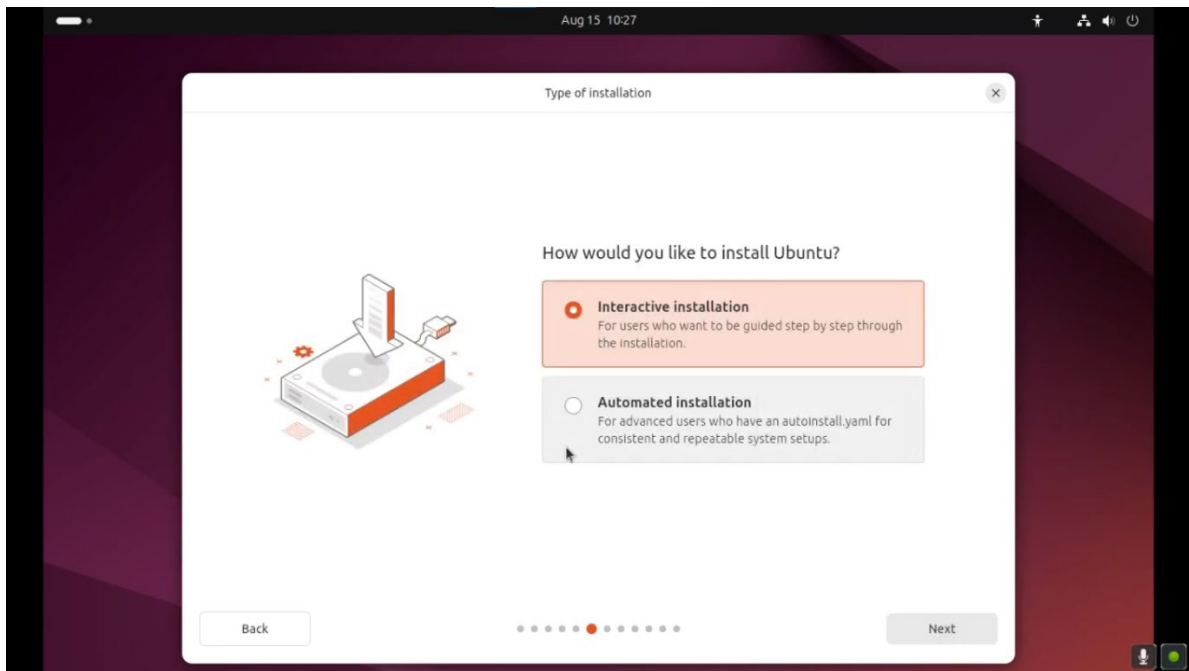 Aug 15 10:27
Type of installation
How would you like to install Ubuntu?
Interactive installation
For users who want to be guided step by step through
the installation.
Automated installation
For advanced users who have an autoinstall.yaml for
consistent and repeatable system setups.
Back
Next